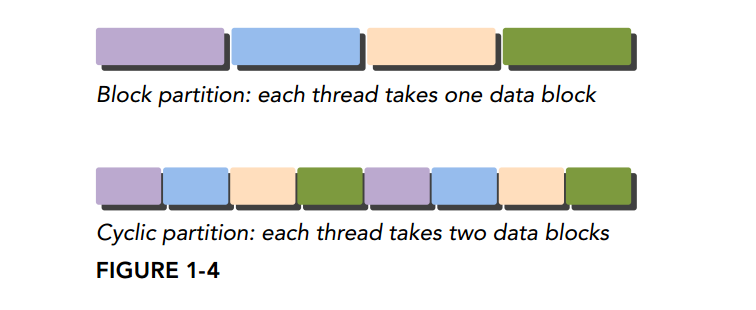 Block partition: each thread takes one data block
Cyclic partition: each thread takes two data blocks
FIGURE 1-4